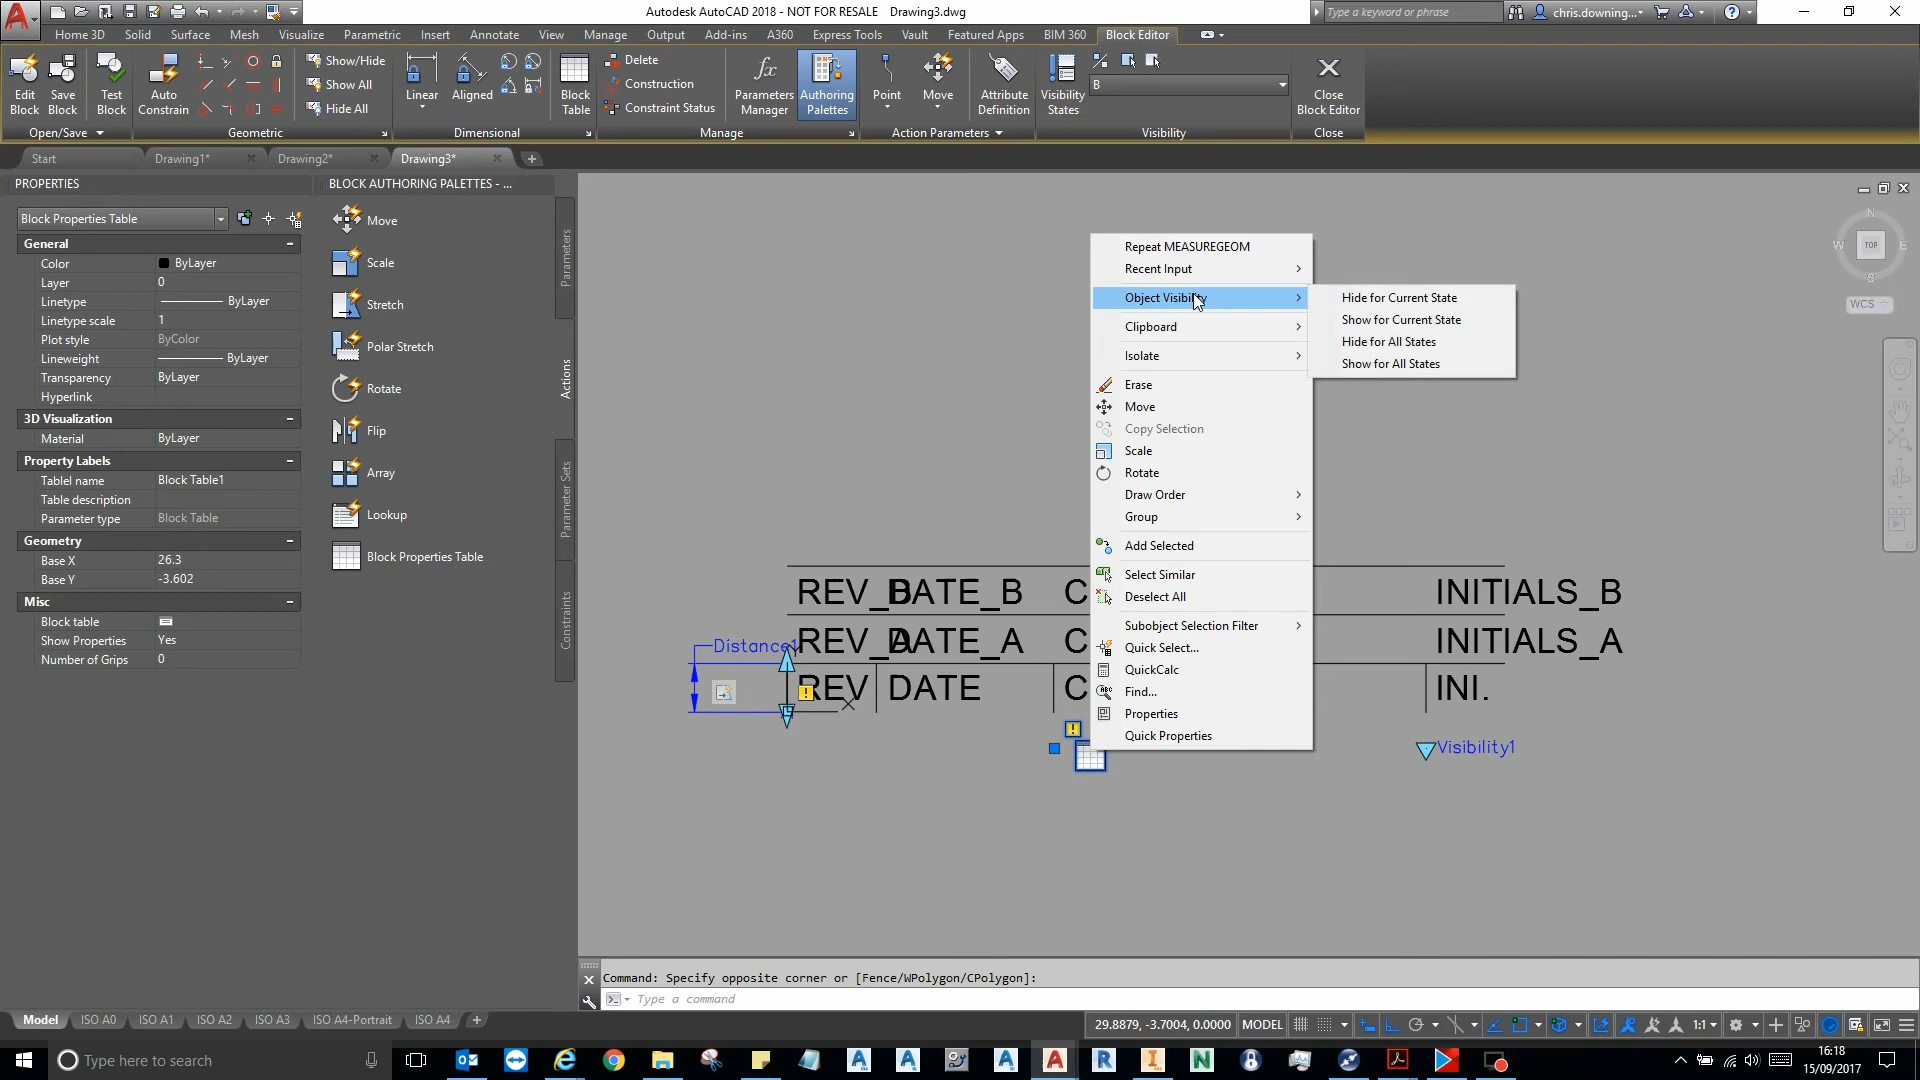 Autodesk AutoCAD 2018 - NOT FOR RESALE   Drawing3.dwg
Type a keyword or phrase
chris.downing...
Home 3D Solid Surface Mesh Visualize Parametric Insert Annotate View Manage Output Add-ins A360 Express Tools Vault Featured Apps BIM 360 Block Editor
Edit Block
Save Block
Test Block
Open/Save
Auto Constrain
Show/Hide
Show All
Hide All
Geometric
Linear
Aligned
Dimensional
Block Table
Delete
Construction
Constraint Status
Manage
Parameters Manager
Authoring Palettes
Point
Move
Action Parameters
Attribute Definition
Visibility States
B
Visibility
Close Block Editor
Close
Start
Drawing1*
Drawing2*
Drawing3*
PROPERTIES
Block Properties Table
General
Color ByLayer
Layer 0
Linetype ByLayer
Linetype scale 1
Plot style ByColor
Lineweight ByLayer
Transparency ByLayer
Hyperlink
3D Visualization
Material ByLayer
Property Labels
Tablel name Block Table1
Table description
Parameter type Block Table
Geometry
Base X 26.3
Base Y -3.602
Misc
Block table
Show Properties Yes
Number of Grips 0
BLOCK AUTHORING PALETTES - ...
Move
Scale
Stretch
Polar Stretch
Rotate
Flip
Array
Lookup
Block Properties Table
Parameters
Actions
Parameter Sets
Constraints
Repeat MEASUREGEOM
Recent Input
Object Visibility
Clipboard
Isolate
Erase
Move
Copy Selection
Scale
Rotate
Draw Order
Group
Add Selected
Select Similar
Deselect All
Subobject Selection Filter
Quick Select...
QuickCalc
Find...
Properties
Quick Properties
Hide for Current State
Show for Current State
Hide for All States
Show for All States
N
W TOP E
S
WCS
REV_B DATE_B C INITIALS_B
Distance1
REV_A DATE_A C INITIALS_A
REV DATE C INI.
Visibility1
Command: Specify opposite corner or [Fence/WPolygon/CPolygon]:
Type a command
Model ISO A0 ISO A1 ISO A2 ISO A3 ISO A4-Portrait ISO A4
29.8879, -3.7004, 0.0000 MODEL 1:1
Type here to search
16:18
15/09/2017